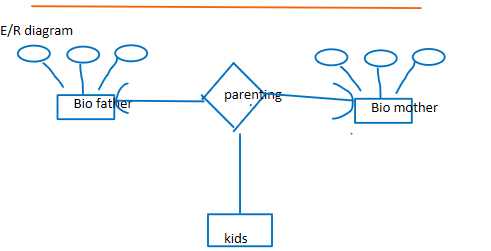 E/R diagram
parenting
Bio father
Bio mother
kids